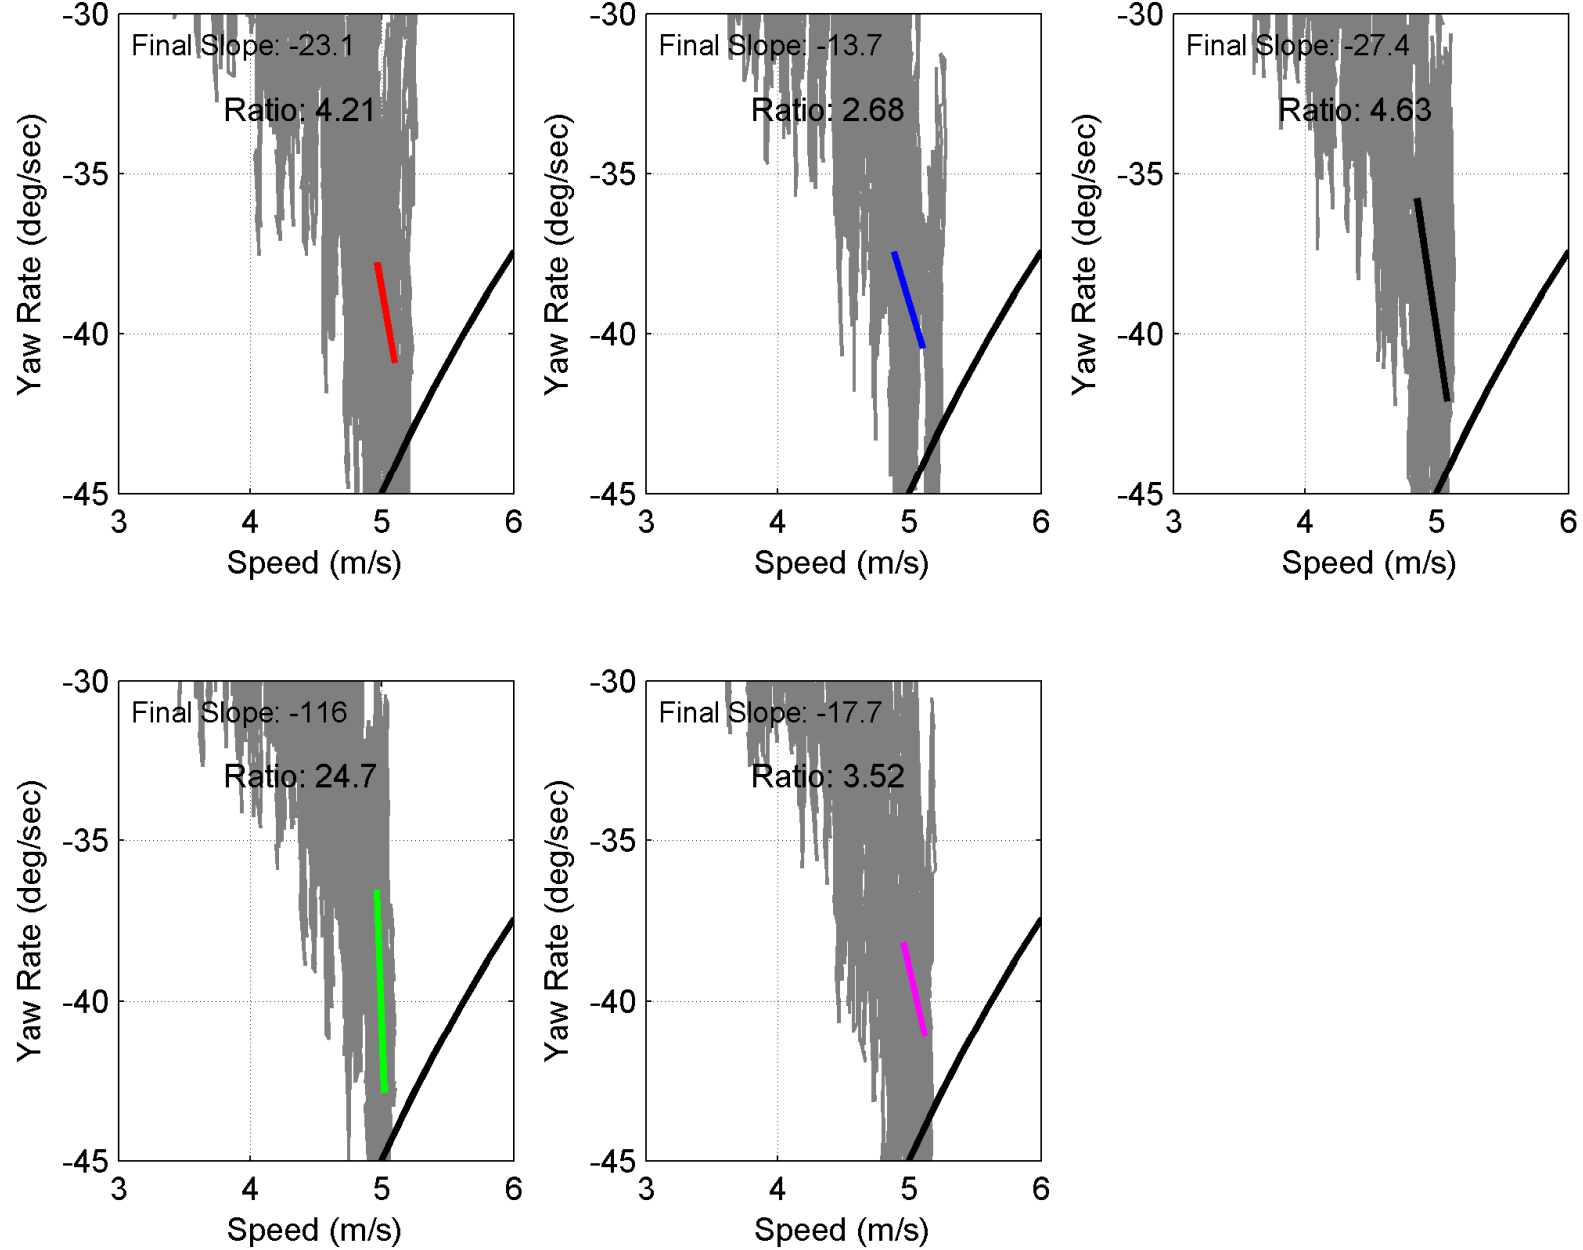 -30
Final Slope: -23.1
Ratio: 4.21
-35
-40
-45
Yaw Rate (deg/sec)
3 4 5 6
Speed (m/s)
-30
Final Slope: -13.7
Ratio: 2.68
-35
-40
-45
Yaw Rate (deg/sec)
3 4 5 6
Speed (m/s)
-30
Final Slope: -27.4
Ratio: 4.63
-35
-40
-45
Yaw Rate (deg/sec)
3 4 5 6
Speed (m/s)
-30
Final Slope: -116
Ratio: 24.7
-35
-40
-45
Yaw Rate (deg/sec)
3 4 5 6
Speed (m/s)
-30
Final Slope: -17.7
Ratio: 3.52
-35
-40
-45
Yaw Rate (deg/sec)
3 4 5 6
Speed (m/s)